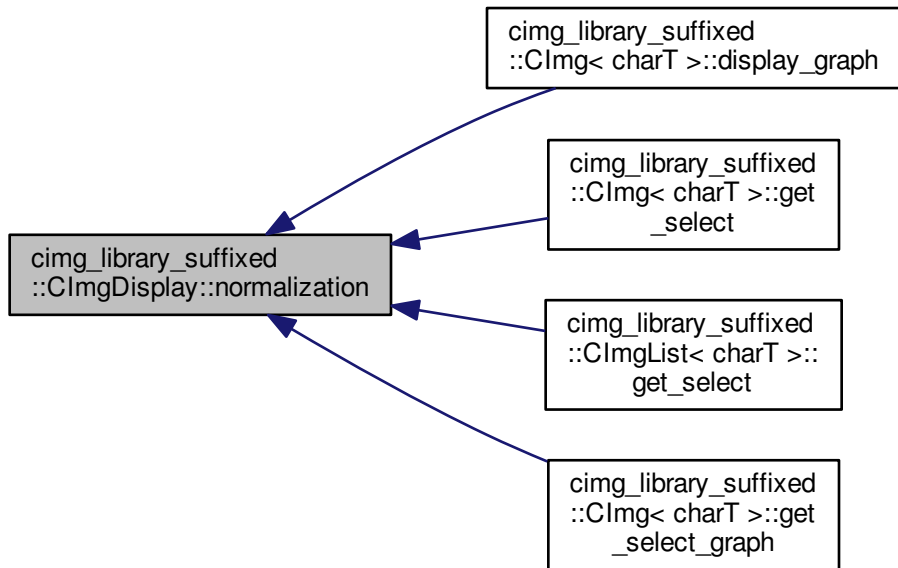 cimg_library_suffixed
::CImg< charT >::display_graph
cimg_library_suffixed
::CImg< charT >::get
_select
cimg_library_suffixed
::CImgDisplay::normalization
cimg_library_suffixed
::CImgList< charT >::
get_select
cimg_library_suffixed
::CImg< charT >::get
_select_graph